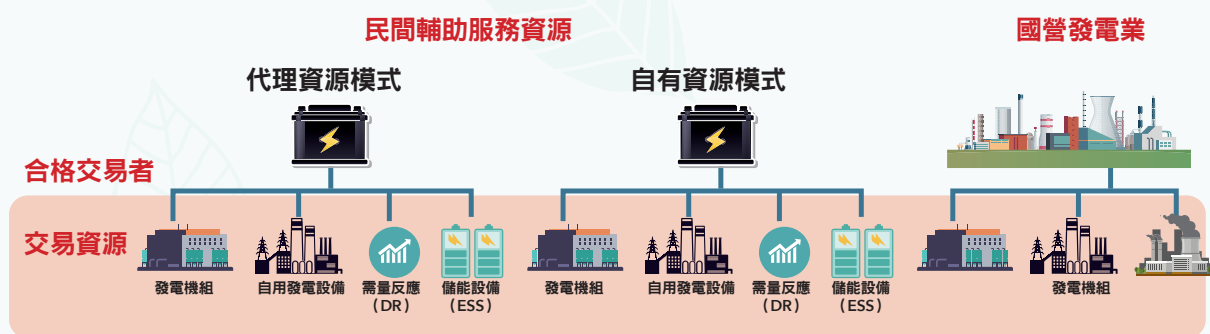 民間輔助服務資源
國營發電業
代理資源模式
自有資源模式
合格交易者
交易資源
發電機組
自用發電設備
需量反應
(DR)
儲能設備
(ESS)
發電機組
自用發電設備
需量反應
(DR)
儲能設備
(ESS)
發電機組